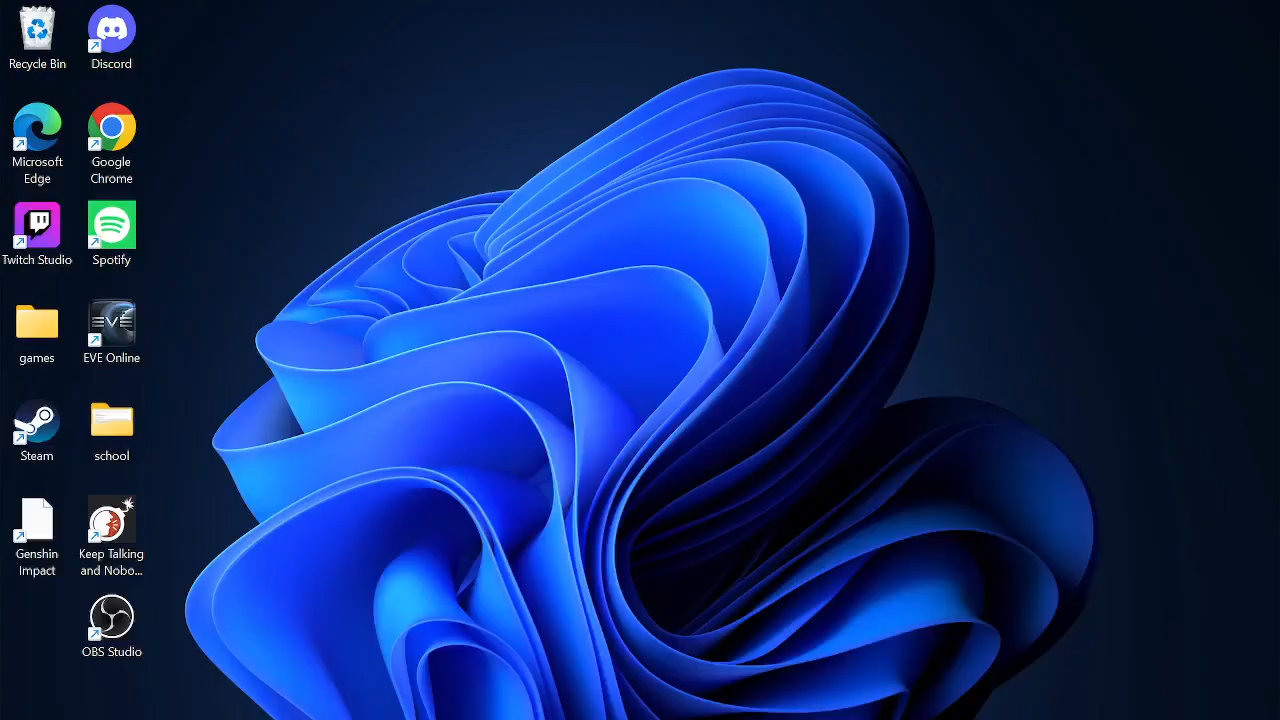 Recycle Bin
Discord
Microsoft
Edge
Google
Chrome
Twitch Studio
Spotify
games
EVE
EVE Online
Steam
school
Genshin
Impact
Keep Talking
and Nobo...
OBS Studio